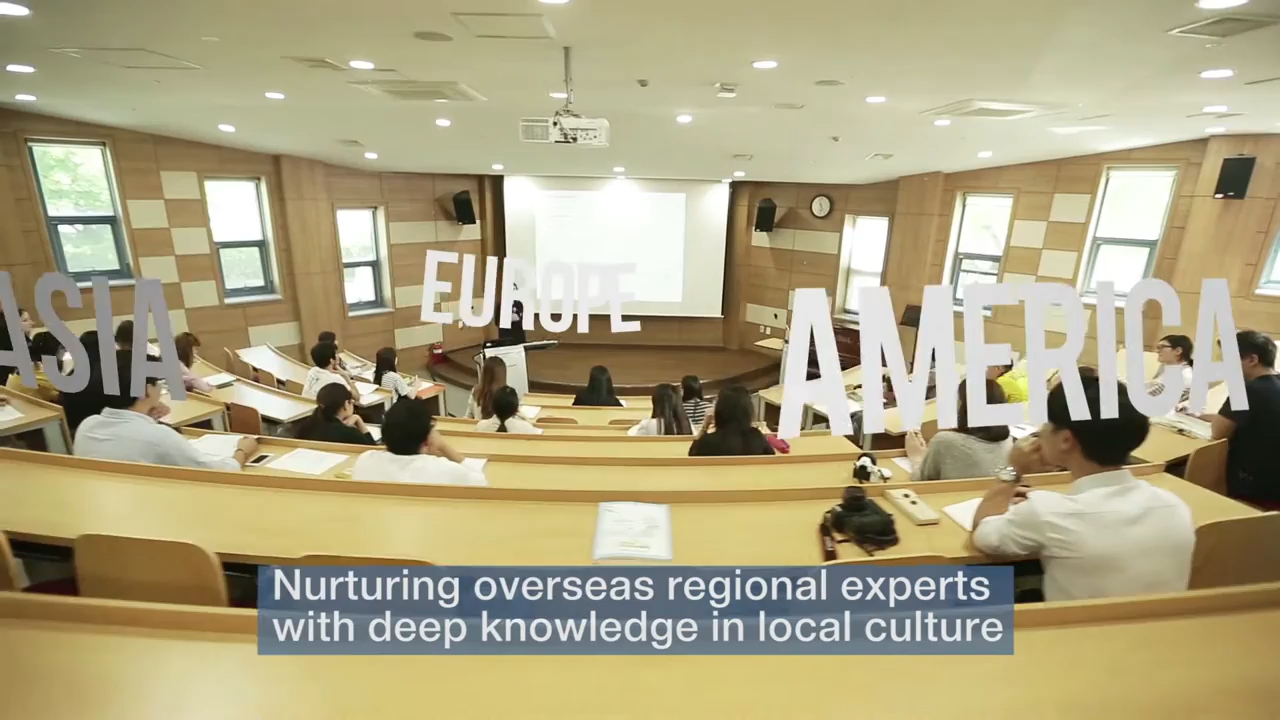 ASIA
EUROPE
AMERICA
Nurturing overseas regional experts
with deep knowledge in local culture